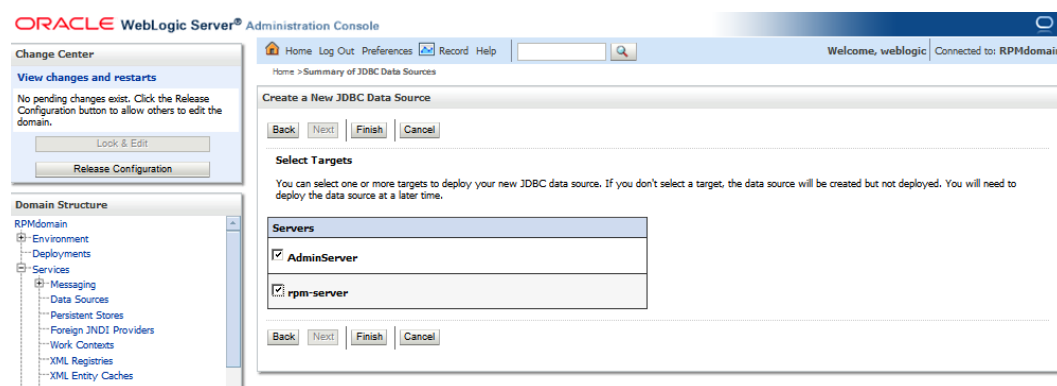 ORACLE WebLogic Server® Administration Console
Change Center
View changes and restarts
No pending changes exist. Click the Release
Configuration button to allow others to edit the
domain.
Lock & Edit
Release Configuration
Domain Structure
RPMdomain
Environment
Deployments
Services
Messaging
Data Sources
Persistent Stores
Foreign JNDI Providers
Work Contexts
XML Registries
XML Entity Caches
Home Log Out Preferences Record Help
Welcome, weblogic Connected to: RPMdomain
Home >Summary of JDBC Data Sources
Create a New JDBC Data Source
Back Next Finish Cancel
Select Targets
You can select one or more targets to deploy your new JDBC data source. If you don't select a target, the data source will be created but not deployed. You will need to
deploy the data source at a later time.
Servers
AdminServer
rpm-server
Back Next Finish Cancel